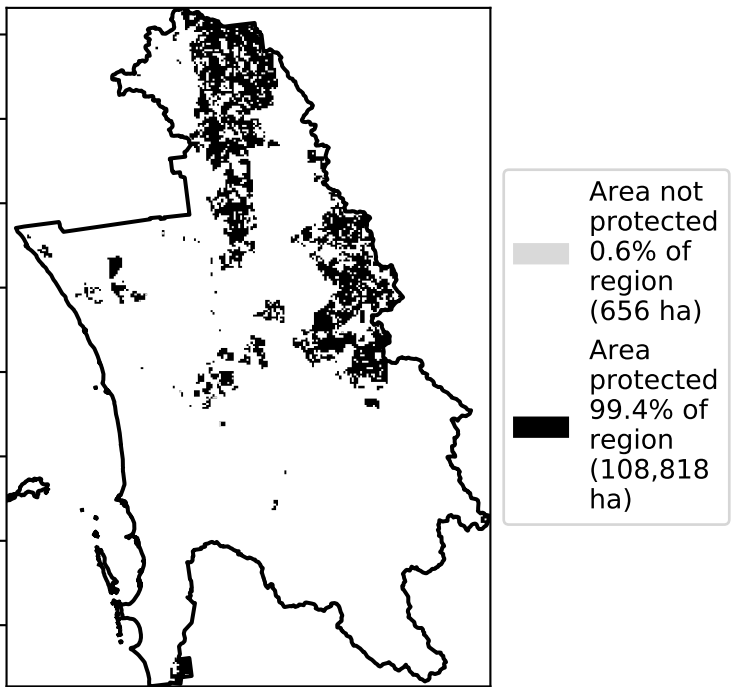 Area not
protected
0.6% of
region
(656 ha)
Area
protected
99.4% of
region
(108,818
ha)